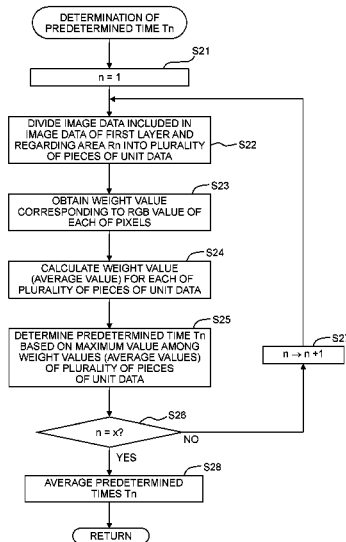 DETERMINATION OF
PREDETERMINED TIME Tn
S21
n = 1
DIVIDE IMAGE DATA INCLUDED IN
IMAGE DATA OF FIRST LAYER AND
REGARDING AREA Rn INTO PLURALITY
OF PIECES OF UNIT DATA
S22
S23
OBTAIN WEIGHT VALUE
CORRESPONDING TO RGB VALUE OF
EACH OF PIXELS
S24
CALCULATE WEIGHT VALUE
(AVERAGE VALUE) FOR EACH OF
PLURALITY OF PIECES OF UNIT DATA
S25
DETERMINE PREDETERMINED TIME Tn
BASED ON MAXIMUM VALUE AMONG
WEIGHT VALUES (AVERAGE VALUES)
OF PLURALITY OF PIECES
OF UNIT DATA
S27
n → n +1
S26
n = x?
NO
YES
S28
AVERAGE PREDETERMINED
TIMES Tn
RETURN